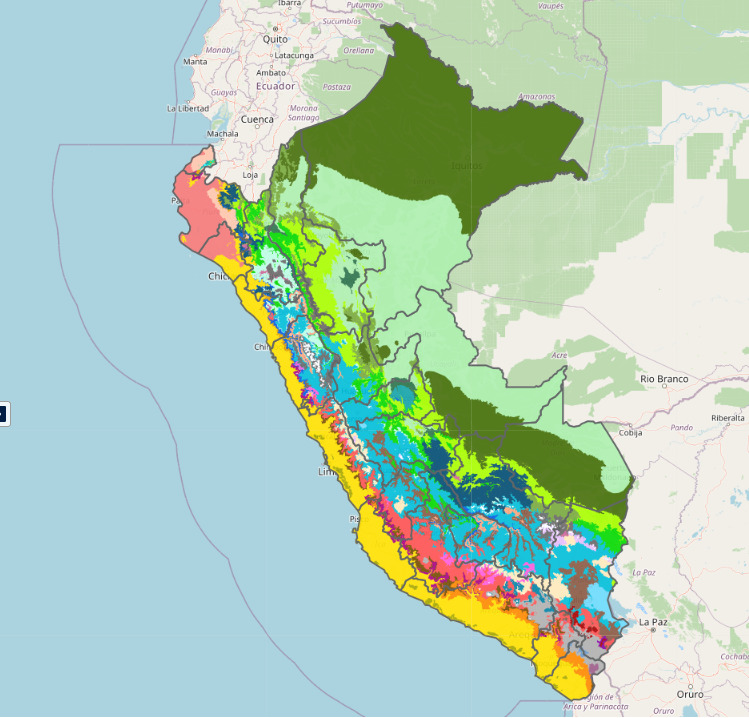 Ibarra
Putumayo
Vaupés
Sucumbíos
Quito
Manabí
Orellana
Manta
Latacunga
Ambato
Ecuador
Pastaza
Guayas
Amazonas
Morona
Santiago
La Libertad
Cuenca
Machala
Loja
Iquitos
Chic
Chi
Acre
Rio Branco
Riberalta
Cobija
Pando
Lim
Pis
La Paz
La Paz
Cochab
Oruro
Región de
Arica y Parinacota
Oruro